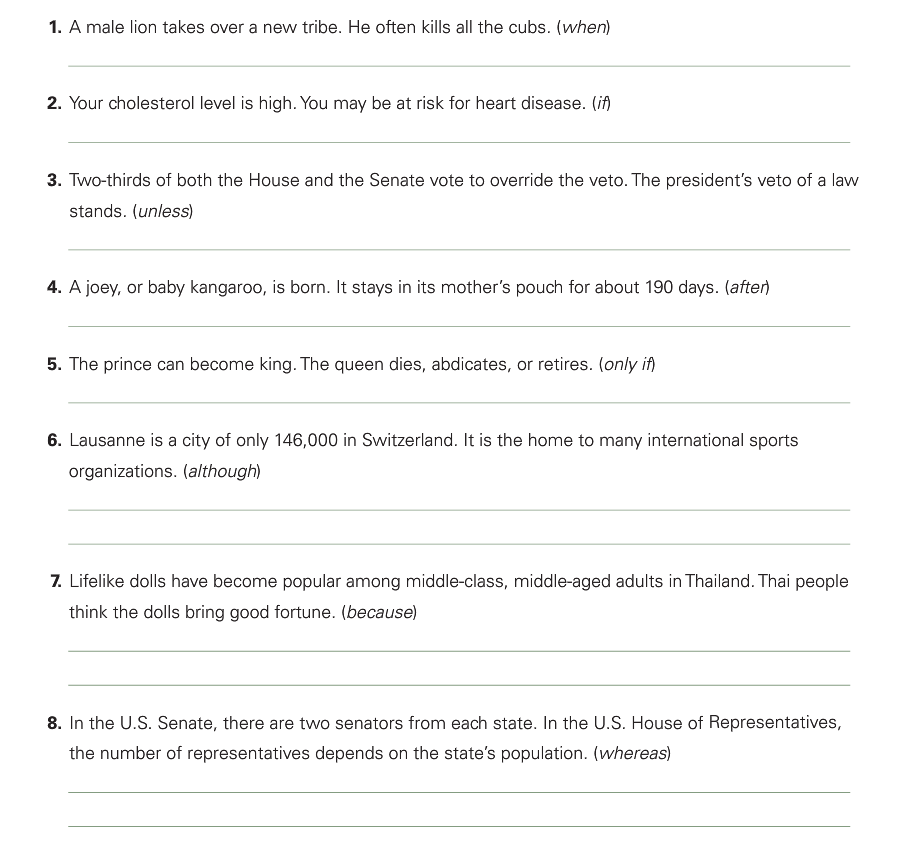 1. A male lion takes over a new tribe. He often kills all the cubs. (when)
2. Your cholesterol level is high. You may be at risk for heart disease. (if)
3. Two-thirds of both the House and the Senate vote to override the veto. The president's veto of a law
stands. (unless)
4. A joey, or baby kangaroo, is born. It stays in its mother's pouch for about 190 days. (after)
5. The prince can become king. The queen dies, abdicates, or retires. (only if)
6. Lausanne is a city of only 146,000 in Switzerland. It is the home to many international sports
organizations. (although)
7. Lifelike dolls have become popular among middle-class, middle-aged adults in Thailand. Thai people
think the dolls bring good fortune. (because)
8. In the U.S. Senate, there are two senators from each state. In the U.S. House of Representatives,
the number of representatives depends on the state's population. (whereas)